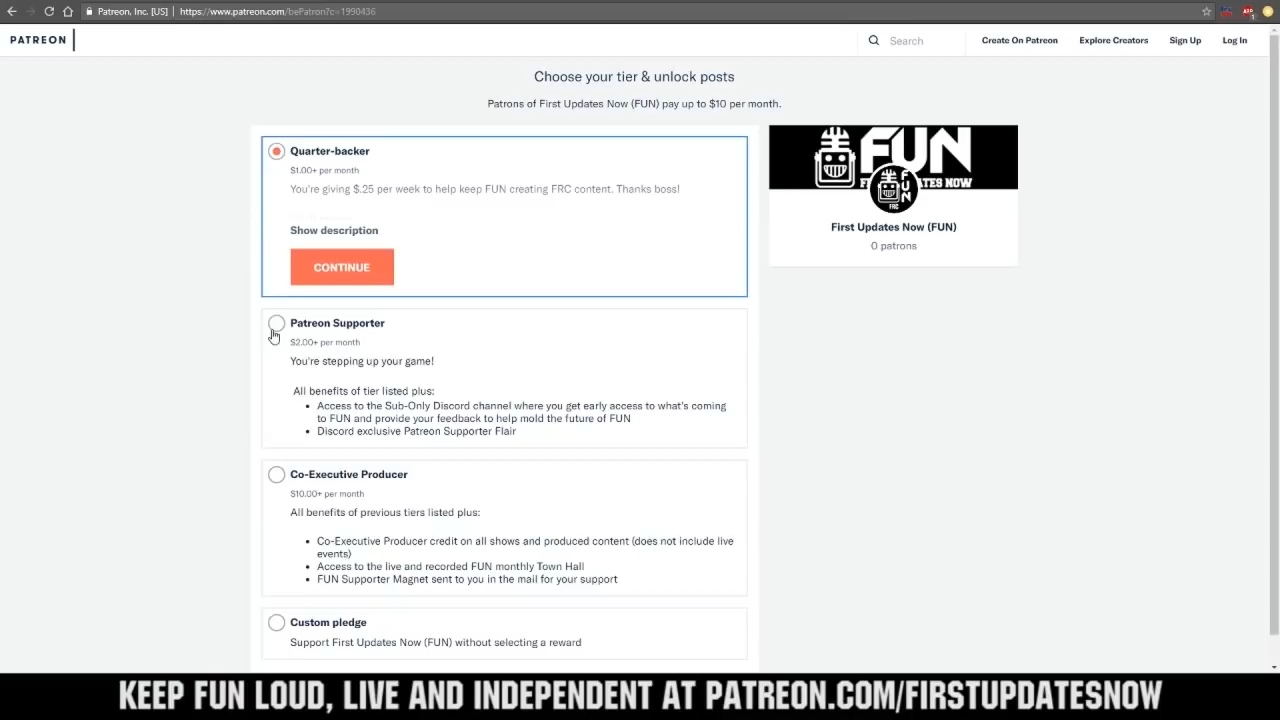 Patreon, Inc. [US] | https://www.patreon.com/bePatron?c=1990436
PATREON
Search
Create On Patreon
Explore Creators
Sign Up
Log In
Choose your tier & unlock posts
Patrons of First Updates Now (FUN) pay up to $10 per month.
Quarter-backer
$1.00+ per month
You're giving $.25 per week to help keep FUN creating FRC content. Thanks boss!
Show description
CONTINUE
FUN
FUN
FRC
First Updates Now (FUN)
0 patrons
Patreon Supporter
$2.00+ per month
You're stepping up your game!
All benefits of tier listed plus:
• Access to the Sub-Only Discord channel where you get early access to what's coming
to FUN and provide your feedback to help mold the future of FUN
• Discord exclusive Patreon Supporter Flair
Co-Executive Producer
$10.00+ per month
All benefits of previous tiers listed plus:
• Co-Executive Producer credit on all shows and produced content (does not include live
events)
• Access to the live and recorded FUN monthly Town Hall
• FUN Supporter Magnet sent to you in the mail for your support
Custom pledge
Support First Updates Now (FUN) without selecting a reward
KEEP FUN LOUD, LIVE AND INDEPENDENT AT PATREON.COM/FIRSTUPDATESNOW